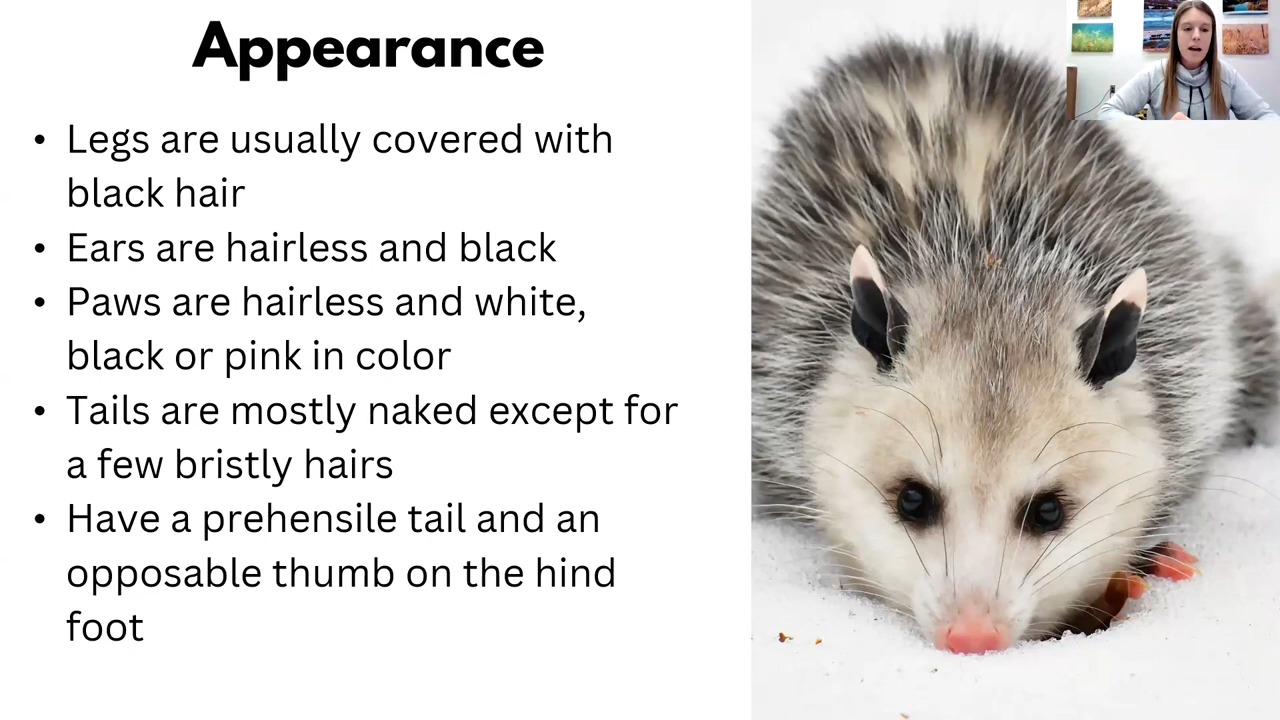 Appearance
• Legs are usually covered with
black hair
• Ears are hairless and black
• Paws are hairless and white,
black or pink in color
• Tails are mostly naked except for
a few bristly hairs
• Have a prehensile tail and an
opposable thumb on the hind
foot